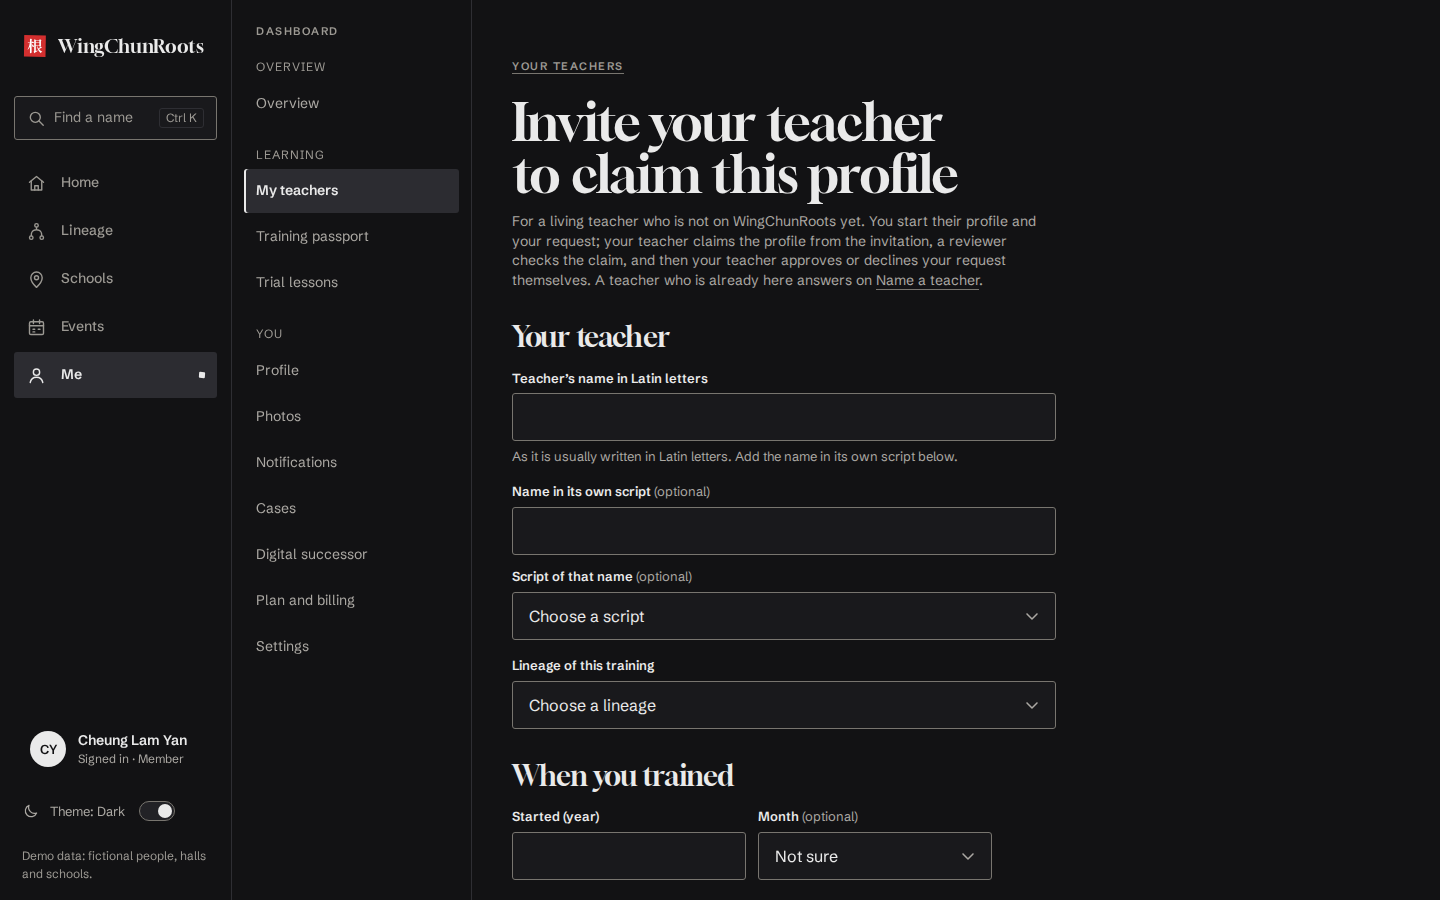 根 WingChunRoots
Find a name Ctrl K
Home
Lineage
Schools
Events
Me
Cheung Lam Yan
CY
Signed in · Member
Theme: Dark
Demo data: fictional people, halls
and schools.
DASHBOARD
OVERVIEW
Overview
LEARNING
My teachers
Training passport
Trial lessons
YOU
Profile
Photos
Notifications
Cases
Digital successor
Plan and billing
Settings
YOUR TEACHERS
Invite your teacher
to claim this profile
For a living teacher who is not on WingChunRoots yet. You start their profile and
your request; your teacher claims the profile from the invitation, a reviewer
checks the claim, and then your teacher approves or declines your request
themselves. A teacher who is already here answers on Name a teacher.
Your teacher
Teacher’s name in Latin letters
As it is usually written in Latin letters. Add the name in its own script below.
Name in its own script (optional)
Script of that name (optional)
Choose a script
Lineage of this training
Choose a lineage
When you trained
Started (year) Month (optional)
Not sure